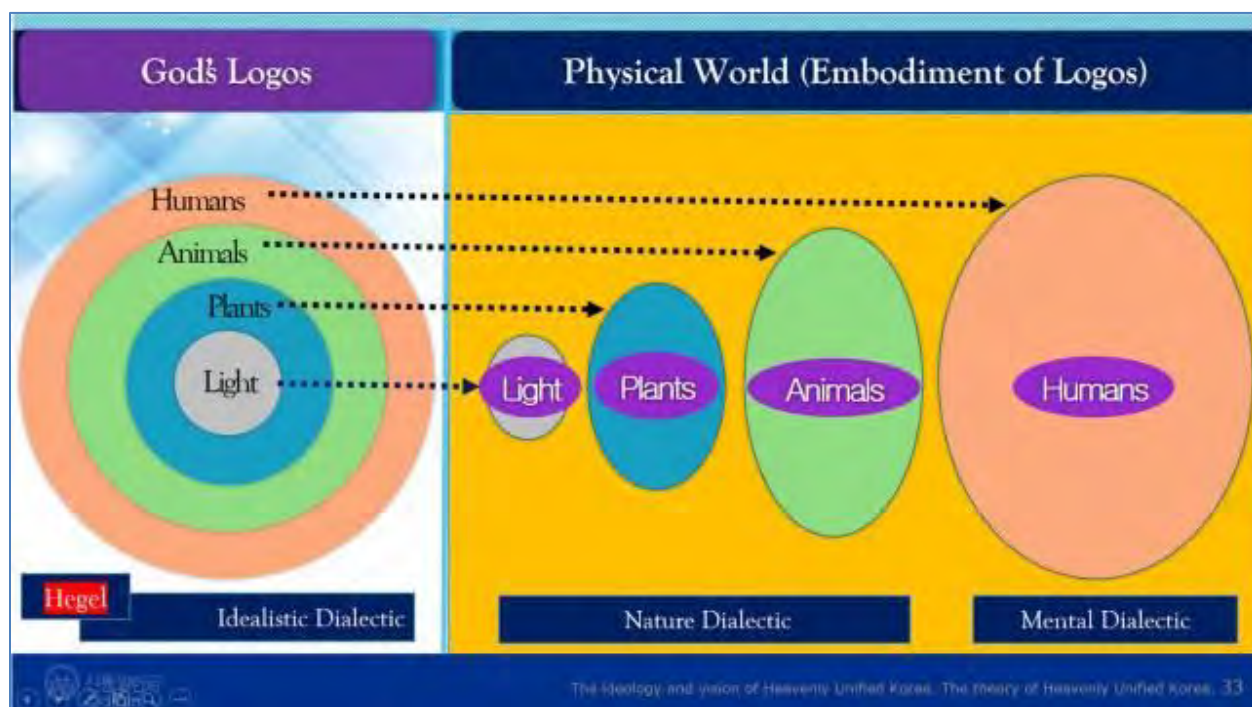 God's Logos
Physical World (Embodiment of Logos)
Humans
Animals
Plants
Light
Light
Plants
Animals
Humans
Hegel
Idealistic Dialectic
Nature Dialectic
Mental Dialectic
The ideology and vision of Heavenly Unified Korea. The theory of Heavenly Unified Korea. 33